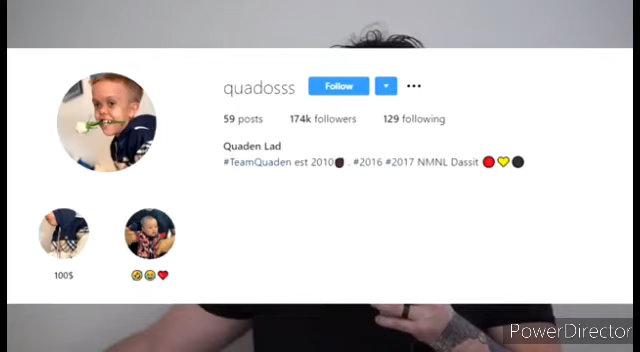 quadosss Follow
59 posts 174k followers 129 following
Quaden Lad
#TeamQuaden est 2010 . #2016 #2017 NMNL Dassit
100$
PowerDirector